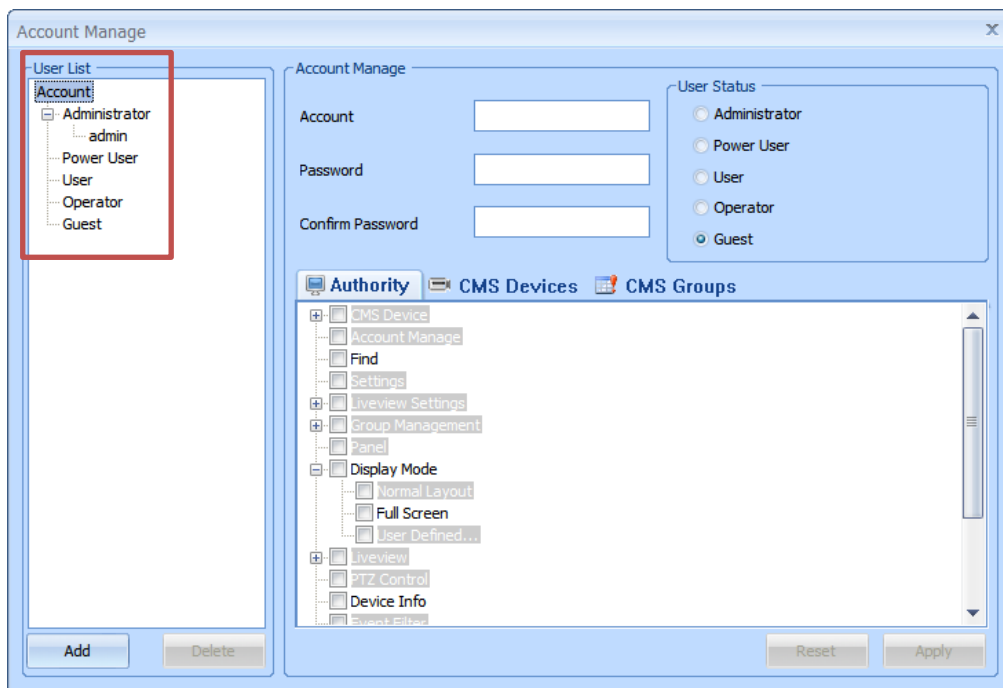 Account Manage
x
User List
Account
Administrator
admin
Power User
User
Operator
Guest
Add
Delete
Account Manage
Account
Password
Confirm Password
User Status
Administrator
Power User
User
Operator
Guest
Authority CMS Devices CMS Groups
CMS Device
Account Manage
Find
Settings
Liveview Settings
Group Management
Panel
Display Mode
Normal Layout
Full Screen
User Defined...
Liveview
PTZ Control
Device Info
Event Filter
Reset
Apply